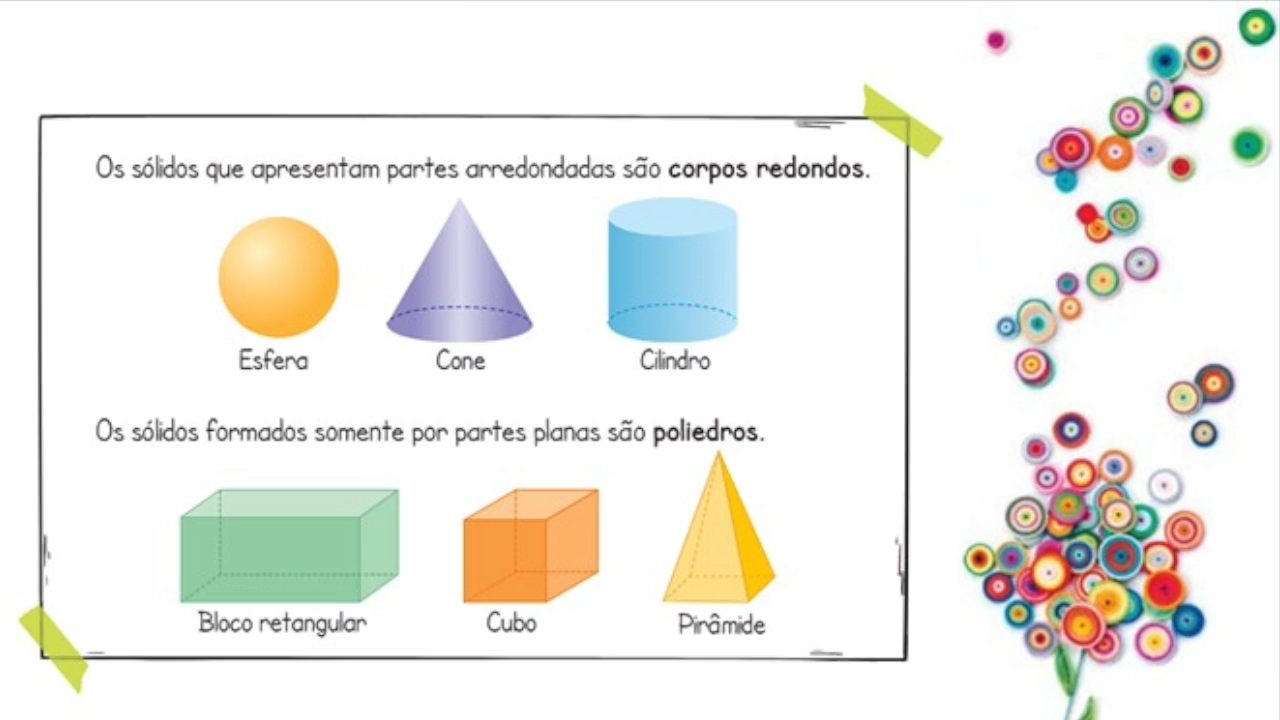 Os sólidos que apresentam partes arredondadas são corpos redondos.
Esfera Cone Cilindro
Os sólidos formados somente por partes planas são poliedros.
Bloco retangular Cubo Pirâmide